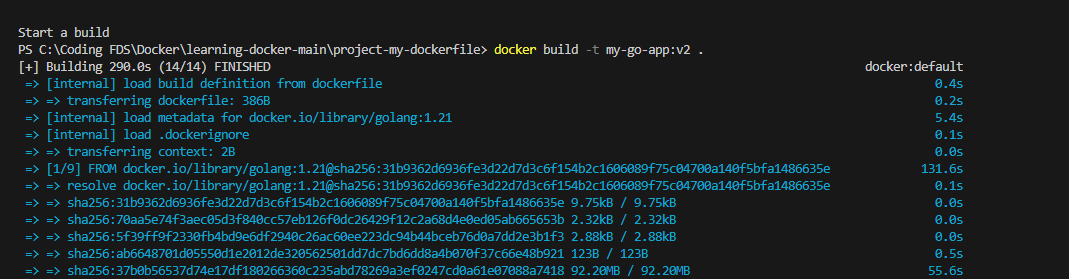 Start a build
PS C:\Coding FDS\Docker\learning-docker-main\project-my-dockerfile> docker build -t my-go-app:v2 .
[+] Building 290.0s (14/14) FINISHED docker:default
=> [internal] load build definition from dockerfile 0.4s
=> => transferring dockerfile: 386B 0.2s
=> [internal] load metadata for docker.io/library/golang:1.21 5.4s
=> [internal] load .dockerignore 0.1s
=> => transferring context: 2B 0.0s
=> [1/9] FROM docker.io/library/golang:1.21@sha256:31b9362d6936fe3d22d7d3c6f154b2c1606089f75c04700a140f5bfa1486635e 131.6s
=> => resolve docker.io/library/golang:1.21@sha256:31b9362d6936fe3d22d7d3c6f154b2c1606089f75c04700a140f5bfa1486635e 0.1s
=> => sha256:31b9362d6936fe3d22d7d3c6f154b2c1606089f75c04700a140f5bfa1486635e 9.75kB / 9.75kB 0.0s
=> => sha256:70aa5e74f3aec05d3f840cc57eb126f0dc26429f12c2a68d4e0ed05ab665653b 2.32kB / 2.32kB 0.0s
=> => sha256:5f39ff9f2330fb4bd9e6df2940c26ac60ee223dc94b44bceb76d0a7dd2e3b1f3 2.88kB / 2.88kB 0.0s
=> => sha256:ab6648701d05550d1e2012de320562501dd7dc7bd6dd8a4b070f37c66e48b921 123B / 123B 0.5s
=> => sha256:37b0b56537d74e17df180266360c235abd78269a3ef0247cd0a61e07088a7418 92.20MB / 92.20MB 55.6s